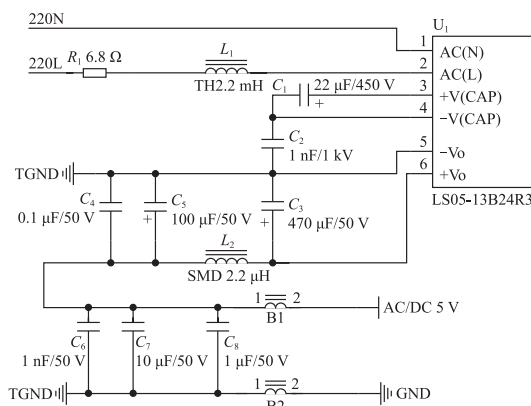 220N
U1
1 AC(N)
R1 6.8 Ω
L1
220L
2 AC(L)
TH2.2 mH
C1 22 μF/450 V
+
3 +V(CAP)
4 −V(CAP)
C2
1 nF/1 kV
5 −Vo
6 +Vo
TGND
LS05-13B24R3
C4
0.1 μF/50 V
C5
+
100 μF/50 V
C3
+
470 μF/50 V
L2
SMD 2.2 μH
1 2
B1
AC/DC 5 V
C6
1 nF/50 V
C7
10 μF/50 V
C8
1 μF/50 V
TGND
1 2
B2
GND